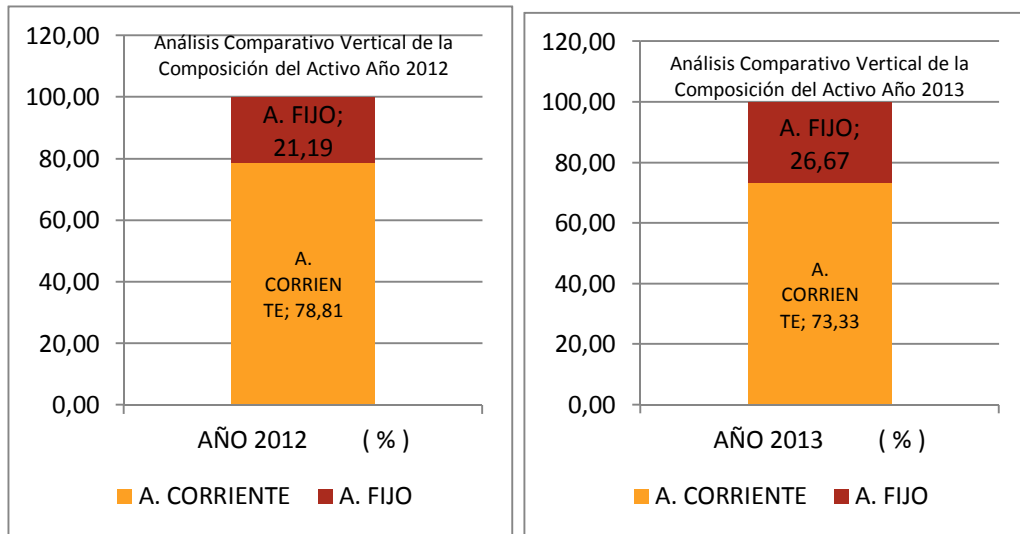 Análisis Comparativo Vertical de la
Composición del Activo Año 2012
120,00
100,00
80,00
60,00
40,00
20,00
0,00
A. FIJO;
21,19
A.
CORRIEN
TE; 78,81
AÑO 2012 ( % )
A. CORRIENTE A. FIJO
Análisis Comparativo Vertical de la
Composición del Activo Año 2013
120,00
100,00
80,00
60,00
40,00
20,00
0,00
A. FIJO;
26,67
A.
CORRIEN
TE; 73,33
AÑO 2013 ( % )
A. CORRIENTE A. FIJO